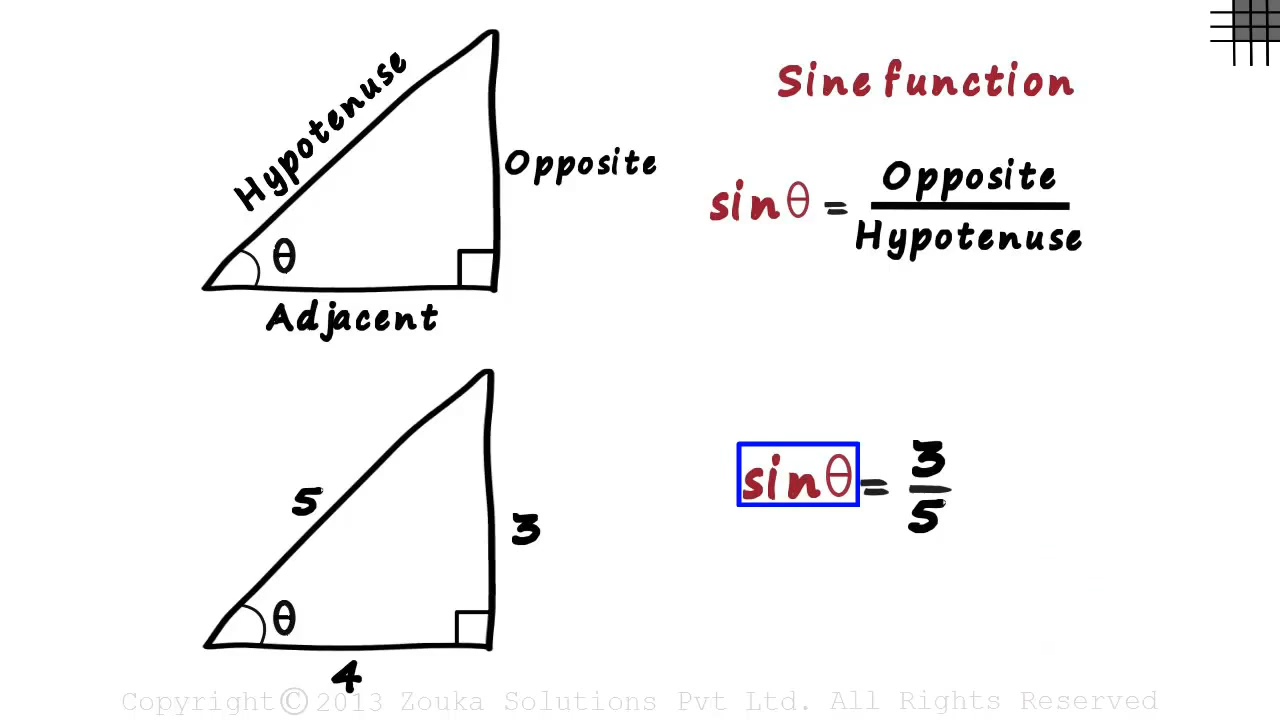 Hypotenuse
Opposite
θ
Adjacent
Sine function
sinθ = Opposite / Hypotenuse
5
3
θ
4
sinθ = 3 / 5
Copyright © 2013 Zouka Solutions Pvt Ltd. All Rights Reserved